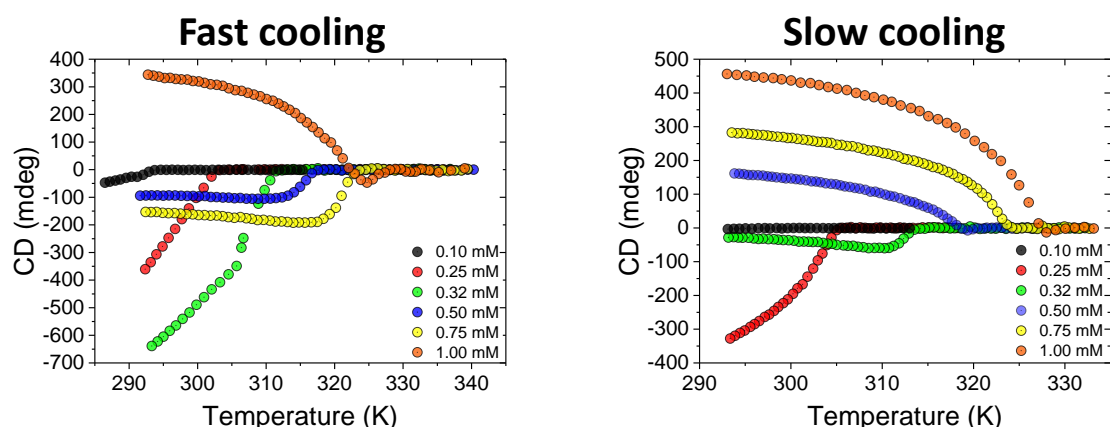 Fast cooling
400
300
200
100
0
-100
-200
-300
-400
-500
-600
-700
CD (mdeg)
290 300 310 320 330 340
Temperature (K)
0.10 mM
0.25 mM
0.32 mM
0.50 mM
0.75 mM
1.00 mM
Slow cooling
500
400
300
200
100
0
-100
-200
-300
-400
CD (mdeg)
290 300 310 320 330
Temperature (K)
0.10 mM
0.25 mM
0.32 mM
0.50 mM
0.75 mM
1.00 mM